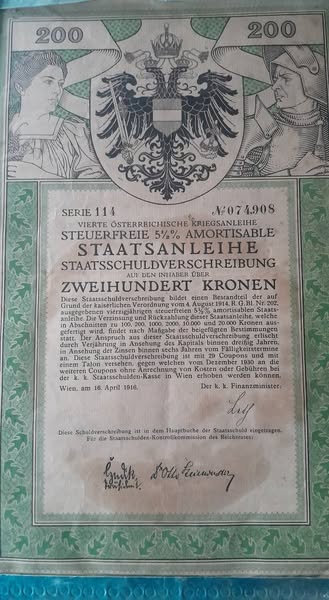 200
200
SERIE 114 № 074.908
VIERTE ÖSTERREICHISCHE KRIEGSANLEIHE
STEUERFREIE 5½% AMORTISABLE
STAATSANLEIHE
STAATSSCHULDVERSCHREIBUNG
AUF DEN INHABER ÜBER
ZWEIHUNDERT KRONEN
Diese Staatsschuldverschreibung bildet einen Bestandteil der auf
Grund der kaiserlichen Verordnung vom 4. August 1914, R. G. Bl. Nr. 202,
ausgegebenen vierzigjährigen steuerfreien 5½% amortisablen Staats-
anleihe. Die Verzinsung und Rückzahlung dieser Staatsanleihe, welche
in Abschnitten zu 100, 200, 1000, 2000, 10.000 und 20.000 Kronen aus-
gefertigt wird, findet nach Maßgabe der beigefügten Bestimmungen
statt. Der Anspruch aus dieser Staatsschuldverschreibung erlischt
durch Verjährung in Ansehung des Kapitals binnen dreißig Jahren,
in Ansehung der Zinsen binnen sechs Jahren vom Fälligkeitstermine
an. Diese Staatsschuldverschreibung ist mit 29 Coupons und mit
einem Talon versehen, gegen welchen vom Dezember 1930 an die
weiteren Coupons ohne Anrechnung von Kosten oder Gebühren bei
der k. k. Staatsschulden-Kasse in Wien erhoben werden können.
Wien, am 18. April 1916. Der k. k. Finanzminister:
Diese Schuldverschreibung ist in dem Hauptbuche der Staatsschuld eingetragen.
Für die Staatsschulden-Kontrollkommission des Reichsrates: